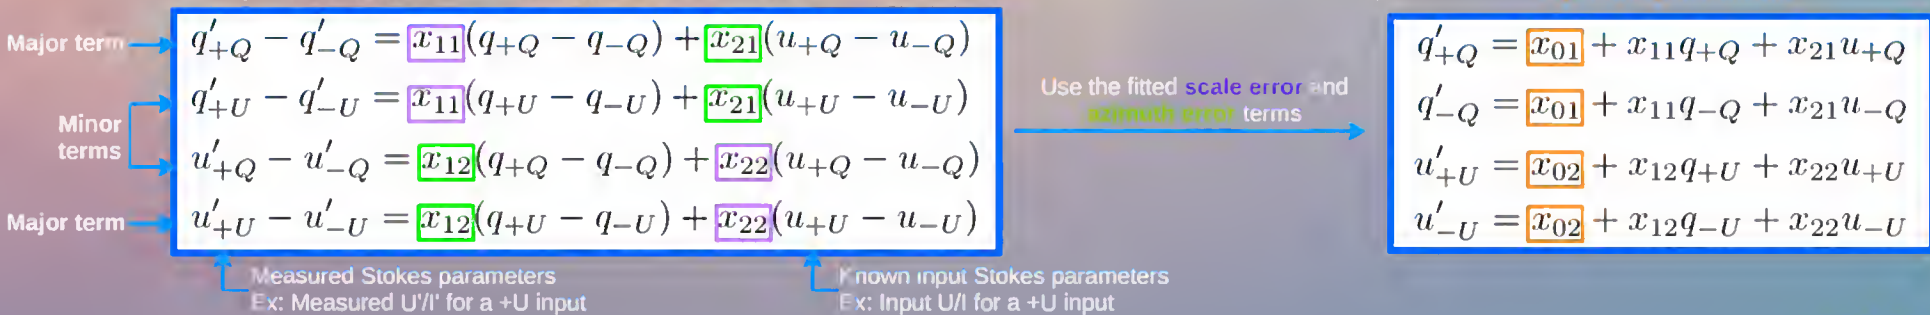 Major term
q′₊Q − q′₋Q = x₁₁(q₊Q − q₋Q) + x₂₁(u₊Q − u₋Q)
q′₊U − q′₋U = x₁₁(q₊U − q₋U) + x₂₁(u₊U − u₋U)
Minor
terms
u′₊Q − u′₋Q = x₁₂(q₊Q − q₋Q) + x₂₂(u₊Q − u₋Q)
Major term
u′₊U − u′₋U = x₁₂(q₊U − q₋U) + x₂₂(u₊U − u₋U)
Measured Stokes parameters
Ex: Measured U'/I' for a +U input
Known input Stokes parameters
Ex: Input U/I for a +U input
Use the fitted scale error and
azimuth error terms
q′₊Q = x₀₁ + x₁₁q₊Q + x₂₁u₊Q
q′₋Q = x₀₁ + x₁₁q₋Q + x₂₁u₋Q
u′₊U = x₀₂ + x₁₂q₊U + x₂₂u₊U
u′₋U = x₀₂ + x₁₂q₋U + x₂₂u₋U